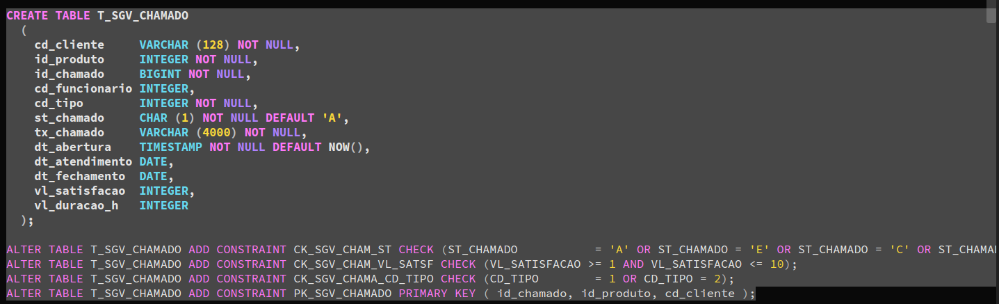 CREATE TABLE T_SGV_CHAMADO
  (
    cd_cliente     VARCHAR (128) NOT NULL,
    id_produto     INTEGER NOT NULL,
    id_chamado     BIGINT NOT NULL,
    cd_funcionario INTEGER,
    cd_tipo        INTEGER NOT NULL,
    st_chamado     CHAR (1) NOT NULL DEFAULT 'A',
    tx_chamado     VARCHAR (4000) NOT NULL,
    dt_abertura    TIMESTAMP NOT NULL DEFAULT NOW(),
    dt_atendimento DATE,
    dt_fechamento  DATE,
    vl_satisfacao  INTEGER,
    vl_duracao_h   INTEGER
  );
ALTER TABLE T_SGV_CHAMADO ADD CONSTRAINT CK_SGV_CHAM_ST CHECK (ST_CHAMADO           = 'A' OR ST_CHAMADO = 'E' OR ST_CHAMADO = 'C' OR
ALTER TABLE T_SGV_CHAMADO ADD CONSTRAINT CK_SGV_CHAM_VL_SATSF CHECK (VL_SATISFACAO >= 1 AND VL_SATISFACAO <= 10);
ALTER TABLE T_SGV_CHAMADO ADD CONSTRAINT CK_SGV_CHAMA_CD_TIPO CHECK (CD_TIPO        = 1 OR CD_TIPO = 2);
ALTER TABLE T_SGV_CHAMADO ADD CONSTRAINT PK_SGV_CHAMADO PRIMARY KEY ( id_chamado, id_produto, cd_cliente );